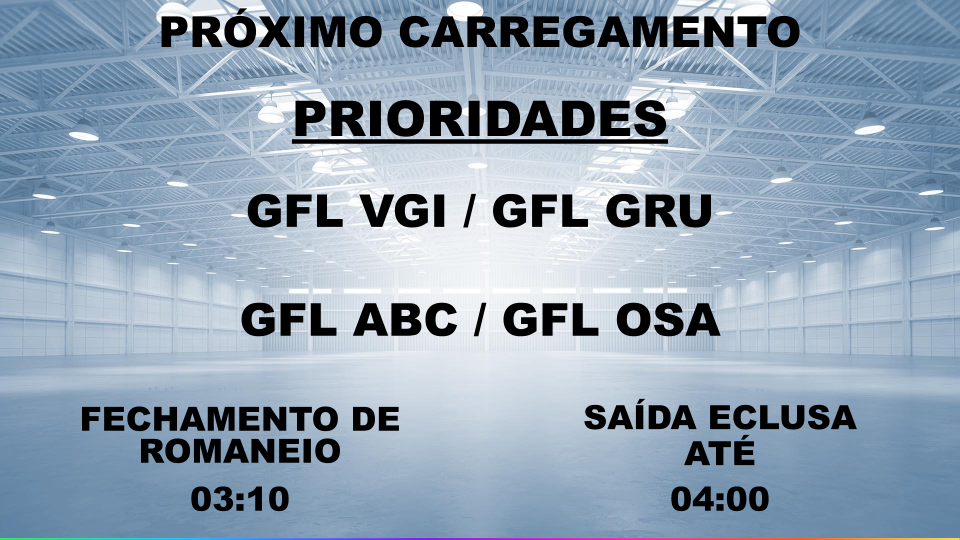 PRÓXIMO CARREGAMENTO
PRIORIDADES
GFL VGI / GFL GRU
GFL ABC / GFL OSA
FECHAMENTO DE
ROMANEIO
03:10
SAÍDA ECLUSA
ATÉ
04:00